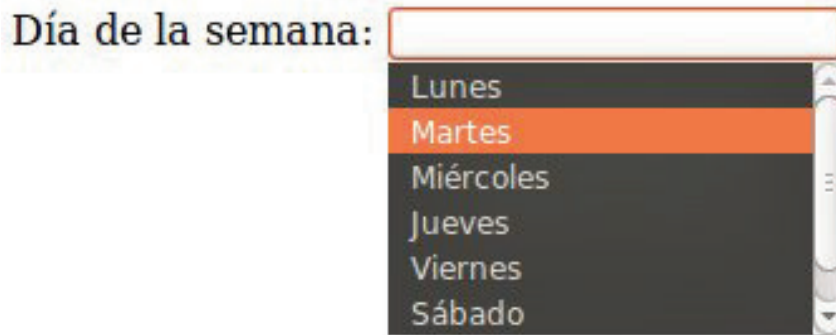 Día de la semana:
Lunes
Martes
Miércoles
Jueves
Viernes
Sábado